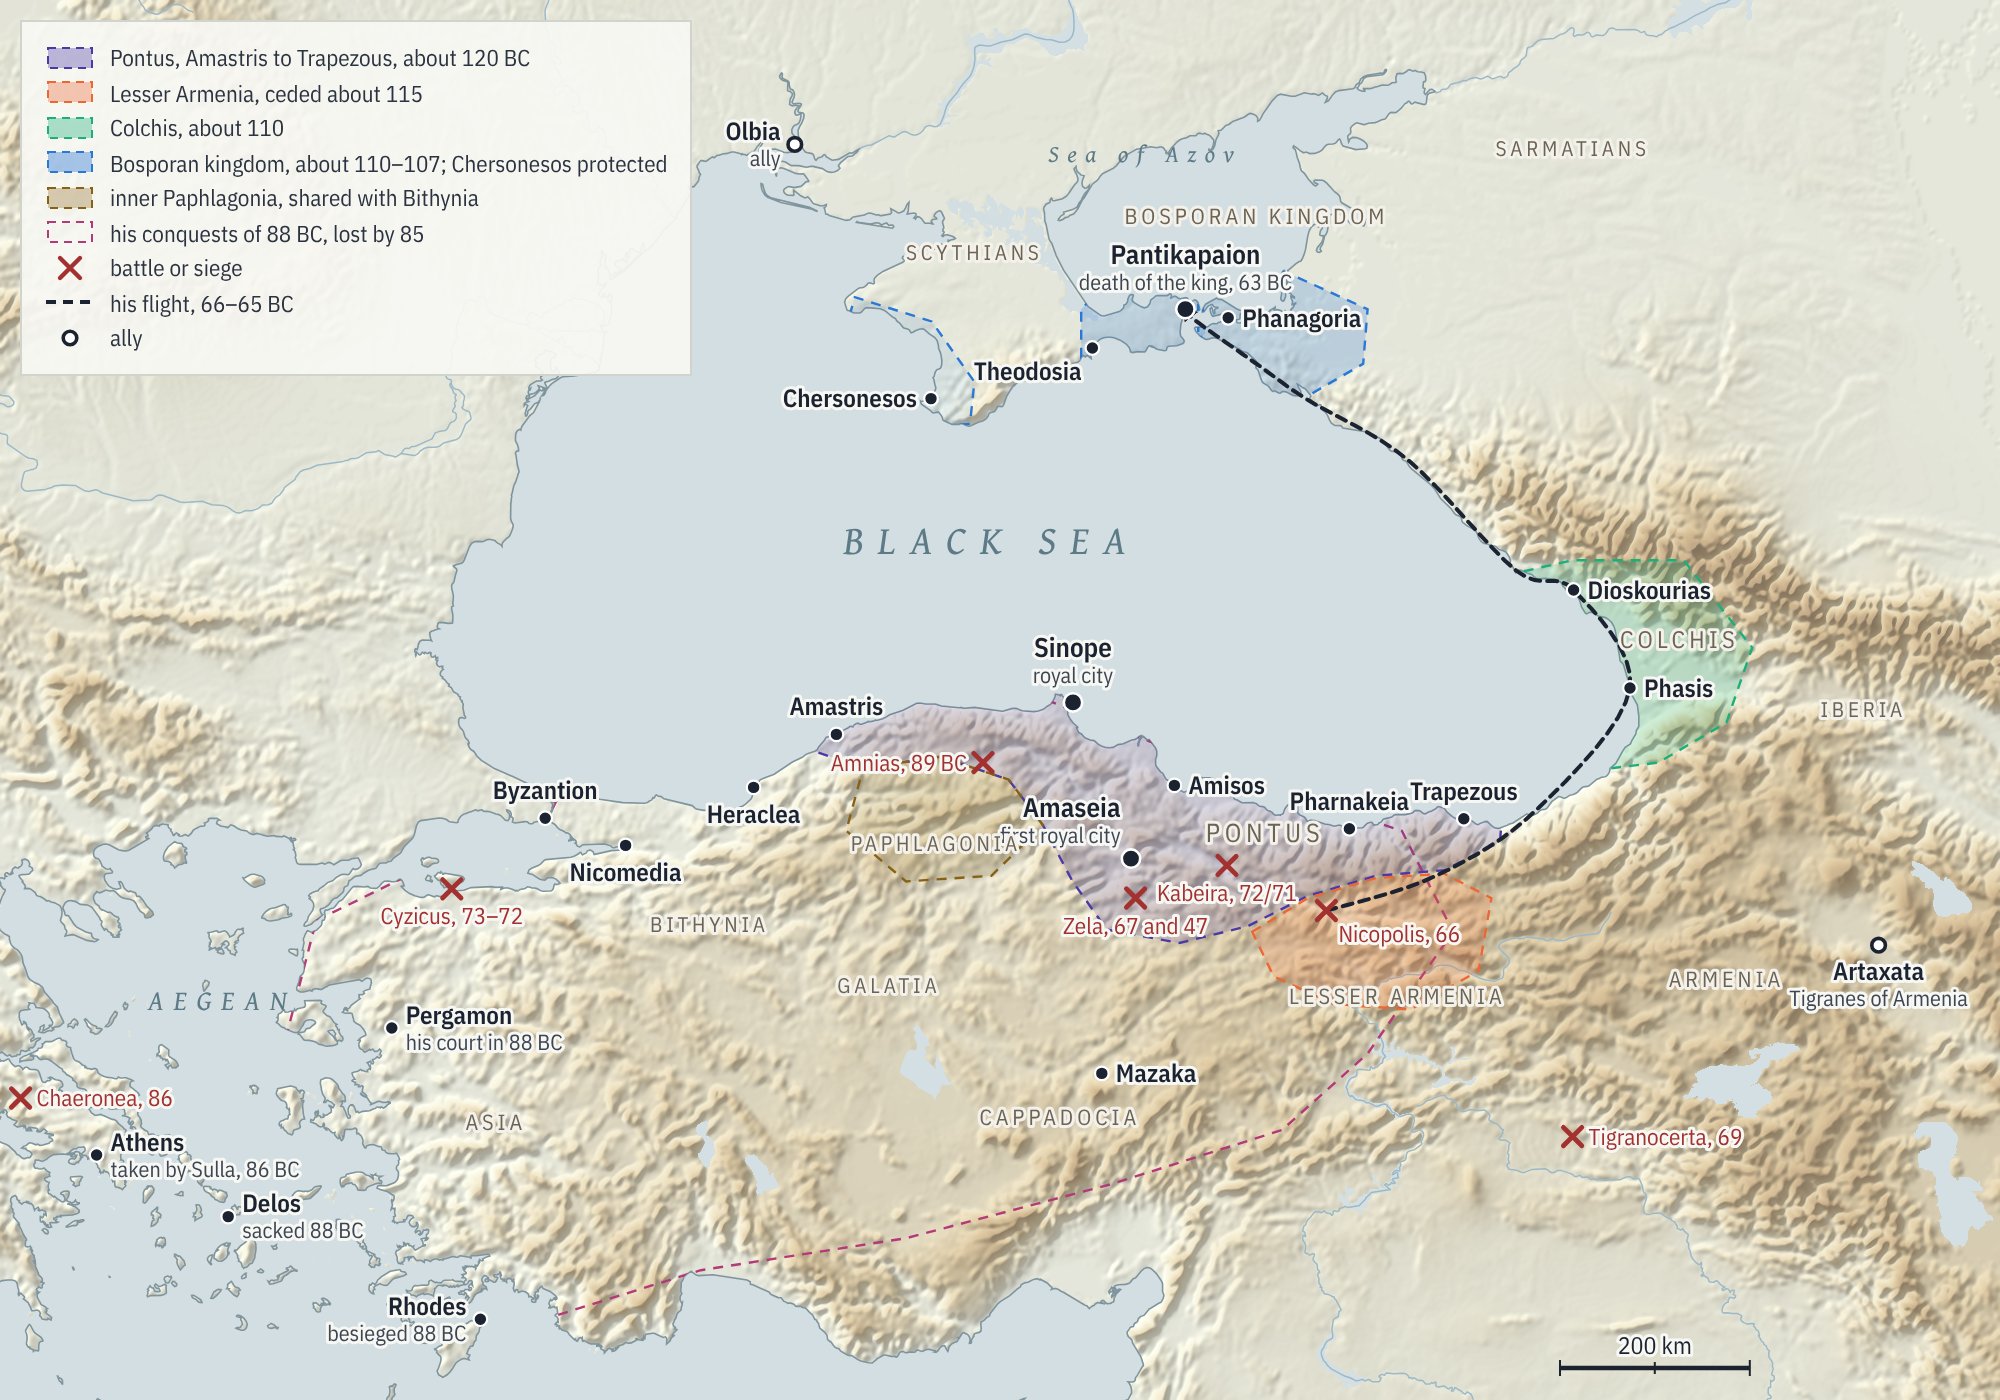 Pontus, Amastris to Trapezous, about 120 BC
Lesser Armenia, ceded about 115
Colchis, about 110
Bosporan kingdom, about 110–107; Chersonesos protected
inner Paphlagonia, shared with Bithynia
his conquests of 88 BC, lost by 85
battle or siege
his flight, 66–65 BC
ally
Olbia
ally
Sea of Azov
SARMATIANS
BOSPORAN KINGDOM
SCYTHIANS
Pantikapaion
death of the king, 63 BC
Phanagoria
Theodosia
Chersonesos
BLACK SEA
Dioskourias
COLCHIS
Phasis
IBERIA
Sinope
royal city
Amastris
Amnias, 89 BC
Byzantion
Heraclea
Amisos
Pharnakeia
Trapezous
Amaseia
first royal city
PONTUS
PAPHLAGONIA
Nicomedia
Kabeira, 72/71
Cyzicus, 73–72
Zela, 67 and 47
Nicopolis, 66
BITHYNIA
GALATIA
LESSER ARMENIA
ARMENIA
Artaxata
Tigranes of Armenia
AEGEAN
Pergamon
his court in 88 BC
Mazaka
CAPPADOCIA
Chaeronea, 86
ASIA
Tigranocerta, 69
Athens
taken by Sulla, 86 BC
Delos
sacked 88 BC
Rhodes
besieged 88 BC
200 km